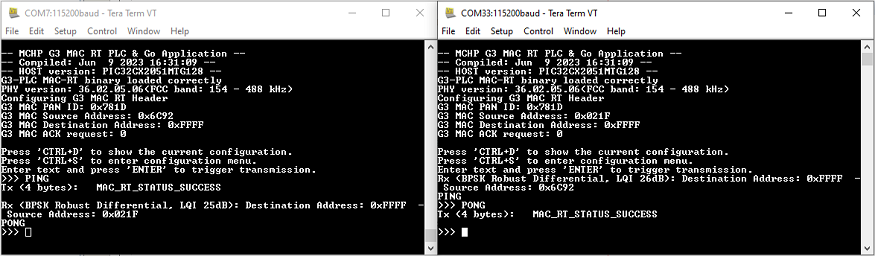 COM7:115200baud - Tera Term VT
File Edit Setup Control Window Help
-- MCHP G3 MAC RT PLC & Go Application --
-- Compiled: Jun  9 2023 16:31:09 --
-- HOST version: PIC32CX2051MTG128 --
G3-PLC MAC-RT binary loaded correctly
PHY version: 36.02.05.06(FCC band: 154 - 488 kHz)
Configuring G3 MAC RT Header
G3 MAC PAN ID: 0x781D
G3 MAC Source Address: 0x6C92
G3 MAC Destination Address: 0xFFFF
G3 MAC ACK request: 0
Press 'CTRL+D' to show the current configuration.
Press 'CTRL+S' to enter configuration menu.
Enter text and press 'ENTER' to trigger transmission.
>>> PING
Tx (4 bytes):   MAC_RT_STATUS_SUCCESS
Rx (BPSK Robust Differential, LQI 25dB): Destination Address: 0xFFFF  -
 Source Address: 0x021F
PONG
>>>
COM33:115200baud - Tera Term VT
File Edit Setup Control Window Help
-- MCHP G3 MAC RT PLC & Go Application --
-- Compiled: Jun  9 2023 16:31:09 --
-- HOST version: PIC32CX2051MTG128 --
G3-PLC MAC-RT binary loaded correctly
PHY version: 36.02.05.06(FCC band: 154 - 488 kHz)
Configuring G3 MAC RT Header
G3 MAC PAN ID: 0x781D
G3 MAC Source Address: 0x021F
G3 MAC Destination Address: 0xFFFF
G3 MAC ACK request: 0
Press 'CTRL+D' to show the current configuration.
Press 'CTRL+S' to enter configuration menu.
Enter text and press 'ENTER' to trigger transmission.
Rx (BPSK Robust Differential, LQI 26dB): Destination Address: 0xFFFF  -
 Source Address: 0x6C92
PING
>>> PONG
Tx (4 bytes):   MAC_RT_STATUS_SUCCESS
>>>